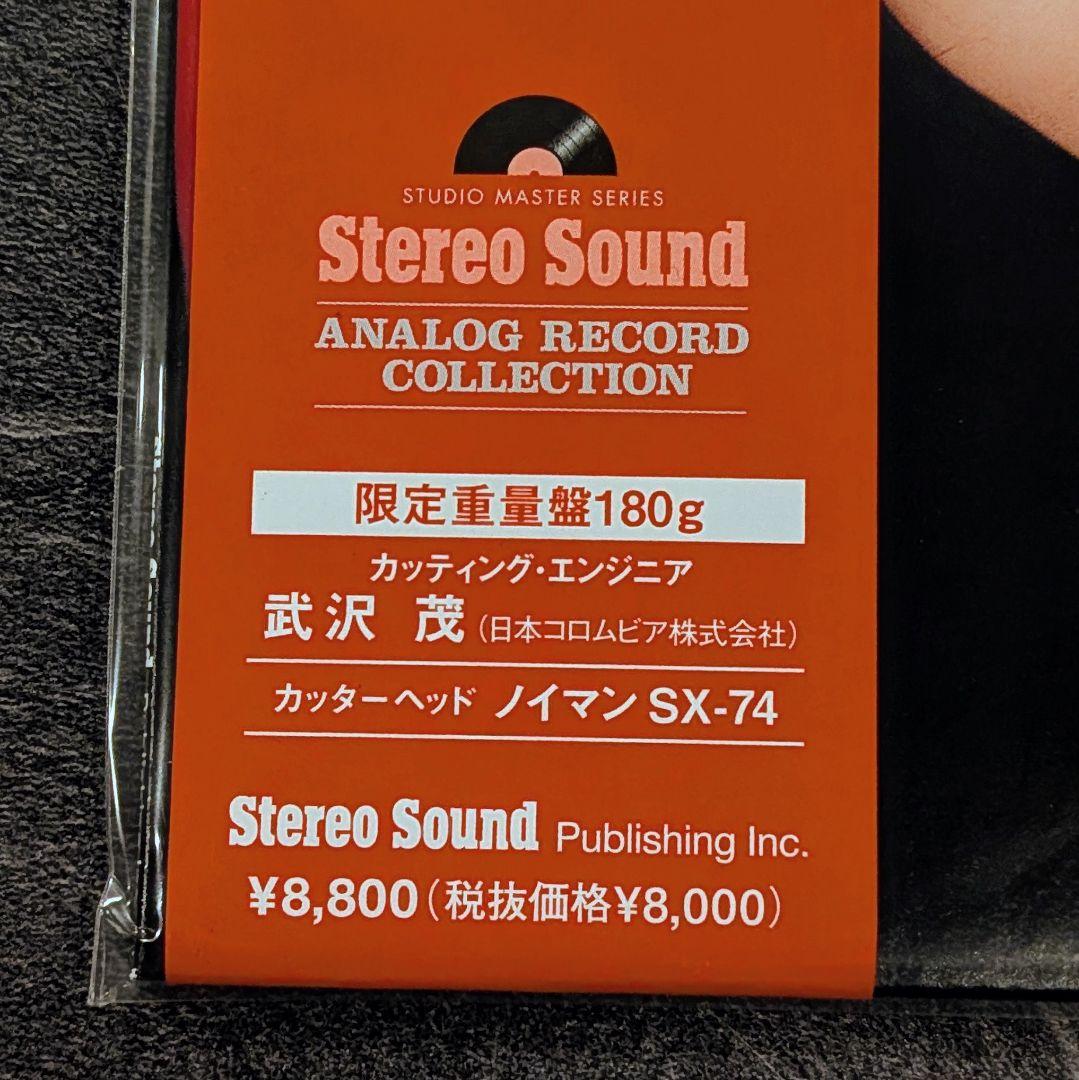 STUDIO MASTER SERIES
Stereo Sound
ANALOG RECORD
COLLECTION
限定重量盤180g
カッティング・エンジニア
武沢 茂(日本コロムビア株式会社)
カッターヘッド ノイマン SX-74
Stereo Sound Publishing Inc.
¥8,800(税抜価格¥8,000)